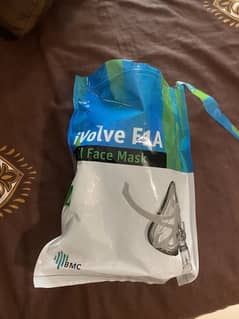 iVolve F1A
Face Mask
BMC